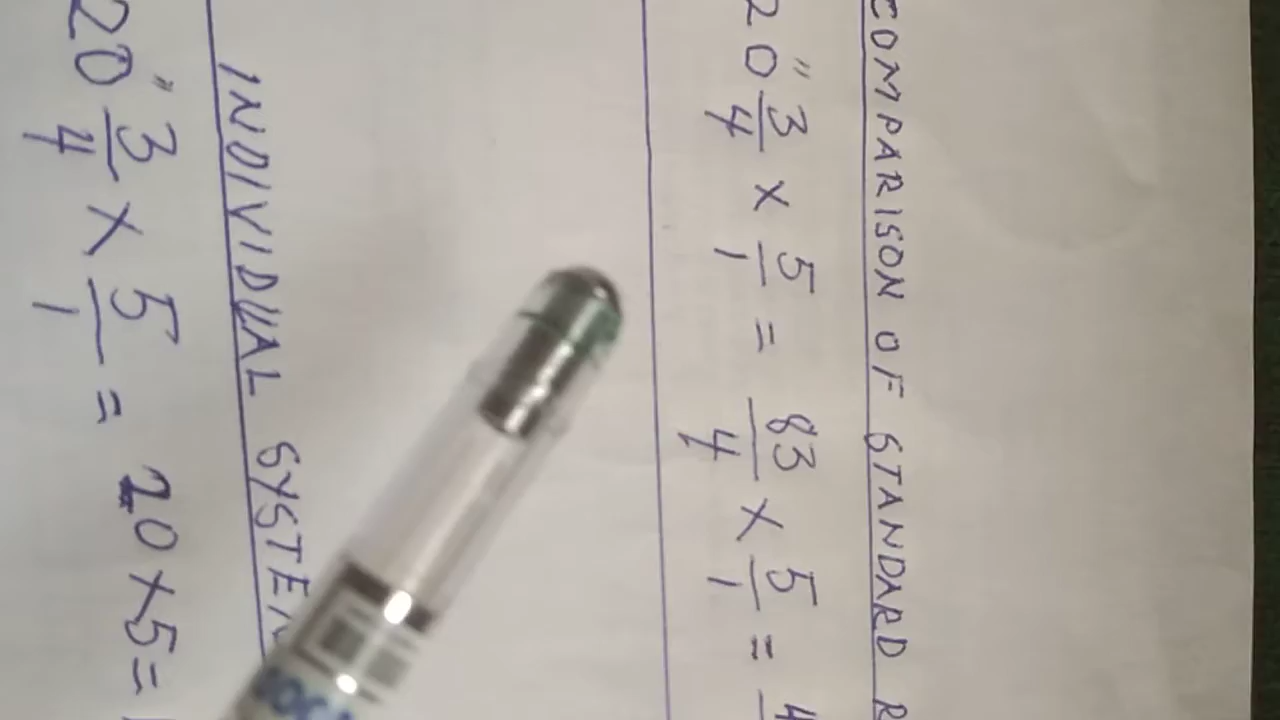 COMPARISON OF STANDARD R
20" 3/4 × 5/1 = 83/4 × 5/1 = 4
INDIVIDUAL SYSTEM
20" 3/4 × 5/1 = 20 × 5 =